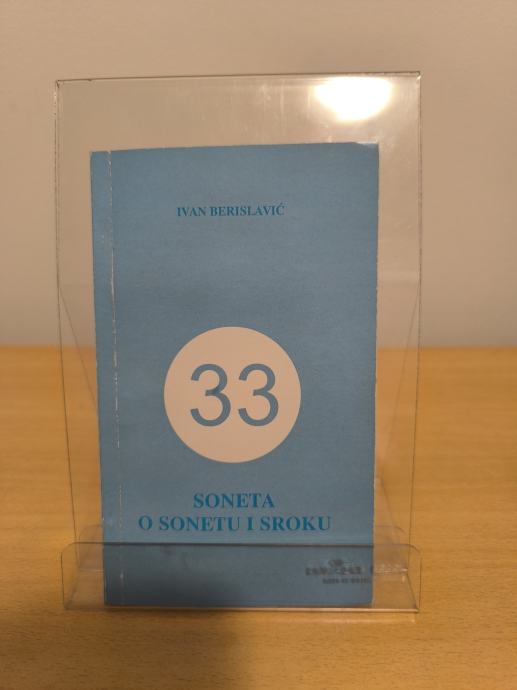 IVAN BERISLAVIĆ
33
SONETA
O SONETU I SROKU